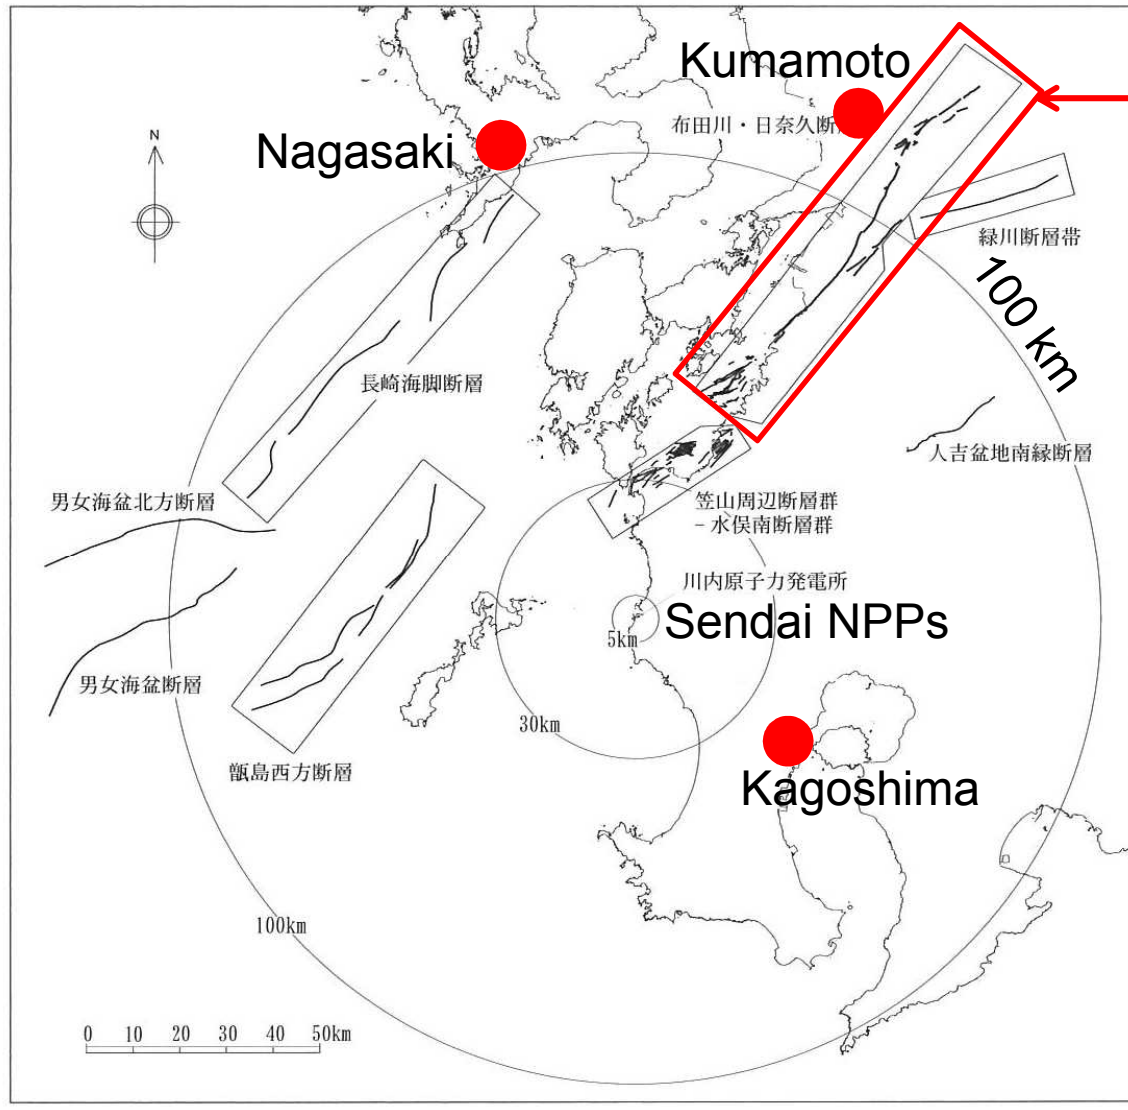 Kumamoto
布田川・日奈久断
Nagasaki
N
緑川断層帯
100 km
長崎海脚断層
人吉盆地南縁断層
男女海盆北方断層
笠山周辺断層群
－水俣南断層群
川内原子力発電所
Sendai NPPs
5km
男女海盆断層
30km
甑島西方断層
Kagoshima
100km
0 10 20 30 40 50km